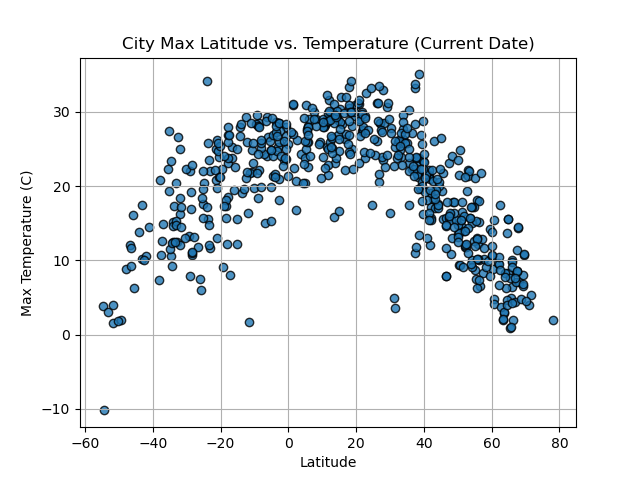 City Max Latitude vs. Temperature (Current Date)
30
20
10
0
−10
Max Temperature (C)
−60 −40 −20 0 20 40 60 80
Latitude